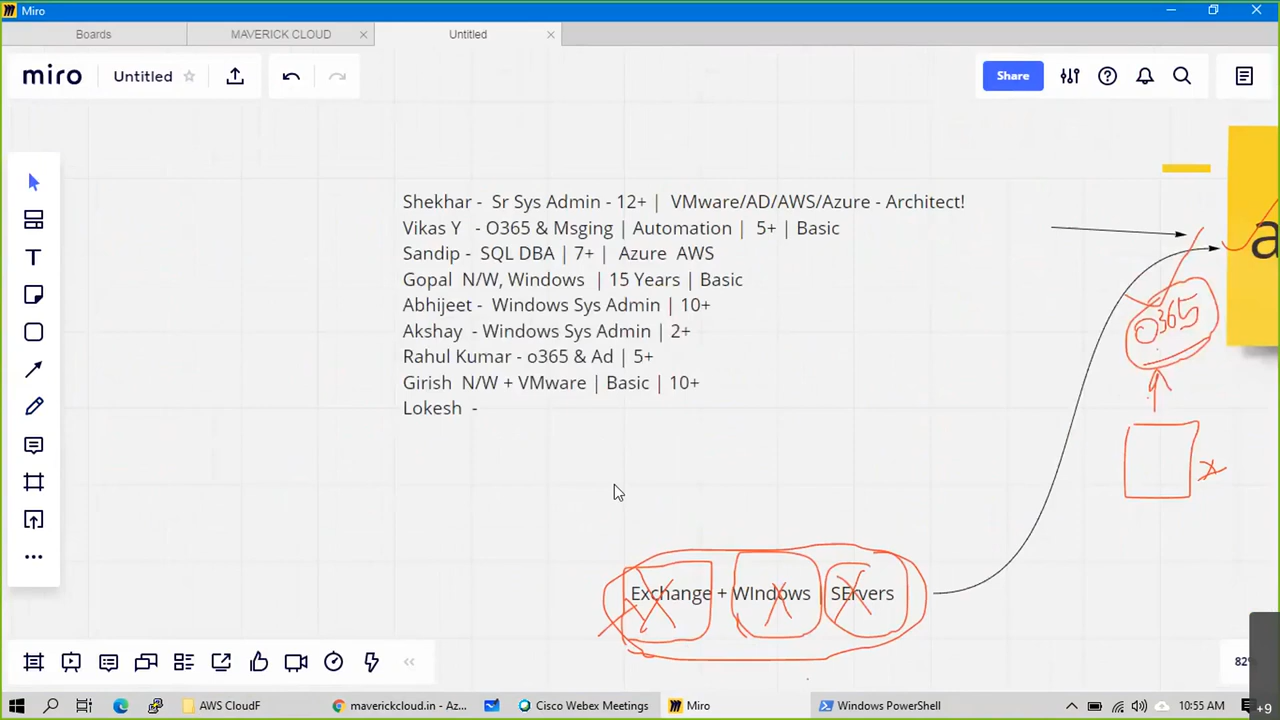 Miro
Boards
MAVERICK CLOUD
Untitled
miro
Untitled
Share
Shekhar - Sr Sys Admin - 12+ | VMware/AD/AWS/Azure - Architect!
Vikas Y - O365 & Msging | Automation | 5+ | Basic
Sandip - SQL DBA | 7+ | Azure AWS
Gopal N/W, Windows | 15 Years | Basic
Abhijeet - Windows Sys Admin | 10+
Akshay - Windows Sys Admin | 2+
Rahul Kumar - o365 & Ad | 5+
Girish N/W + VMware | Basic | 10+
Lokesh -
a
O365
x
Exchange + WIndows SErvers
82%
AWS CloudF
maverickcloud.in - Az...
Cisco Webex Meetings
Miro
Windows PowerShell
10:55 AM
+9